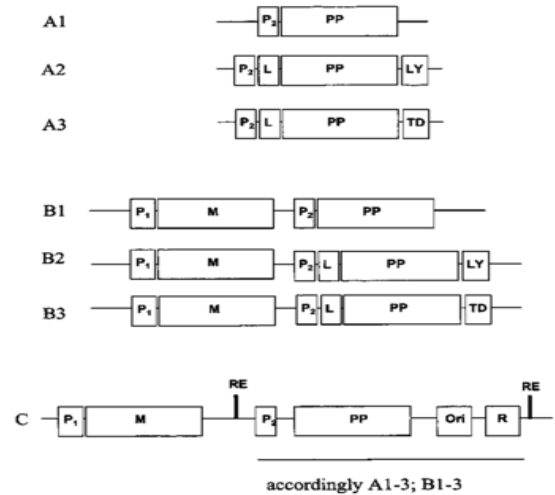 A1 P2 PP
A2 P2 L PP LY
A3 P2 L PP TD
B1 P1 M P2 PP
B2 P1 M P2 L PP LY
B3 P1 M P2 L PP TD
RE RE
C P1 M P2 PP Ori R
accordingly A1-3; B1-3